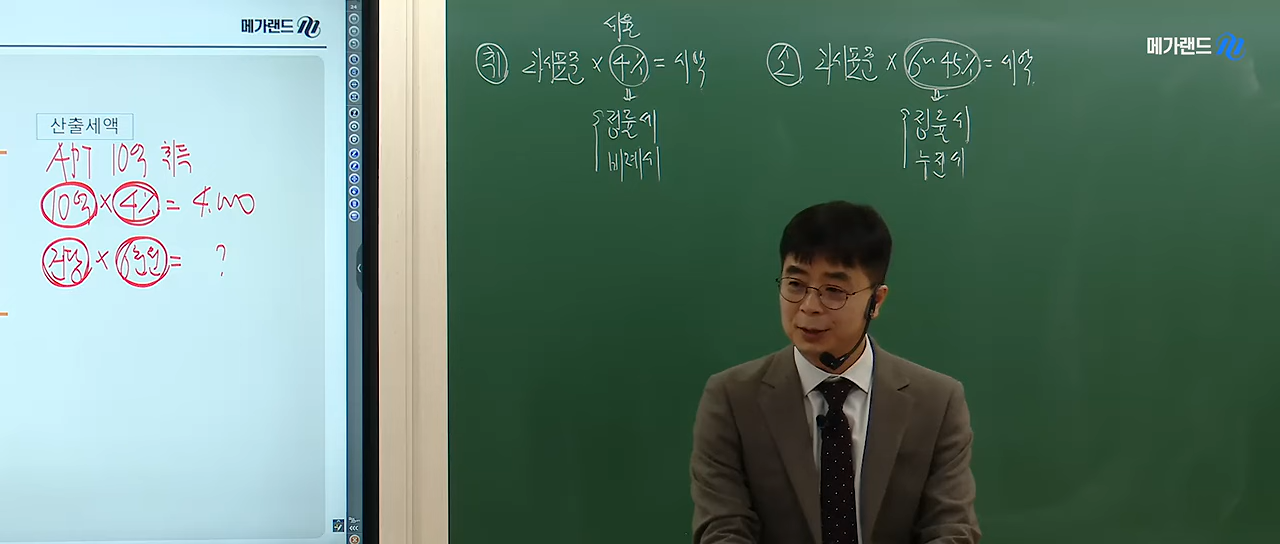 메가랜드
산출세액
APT 10억 취득
10억 × 4% = 4,000
건당 × 6천원 = ?
세율
취 과세표준 × 4% = 세액
정률세
비례세
소 과세표준 × 6~45% = 세액
정률세
누진세
메가랜드